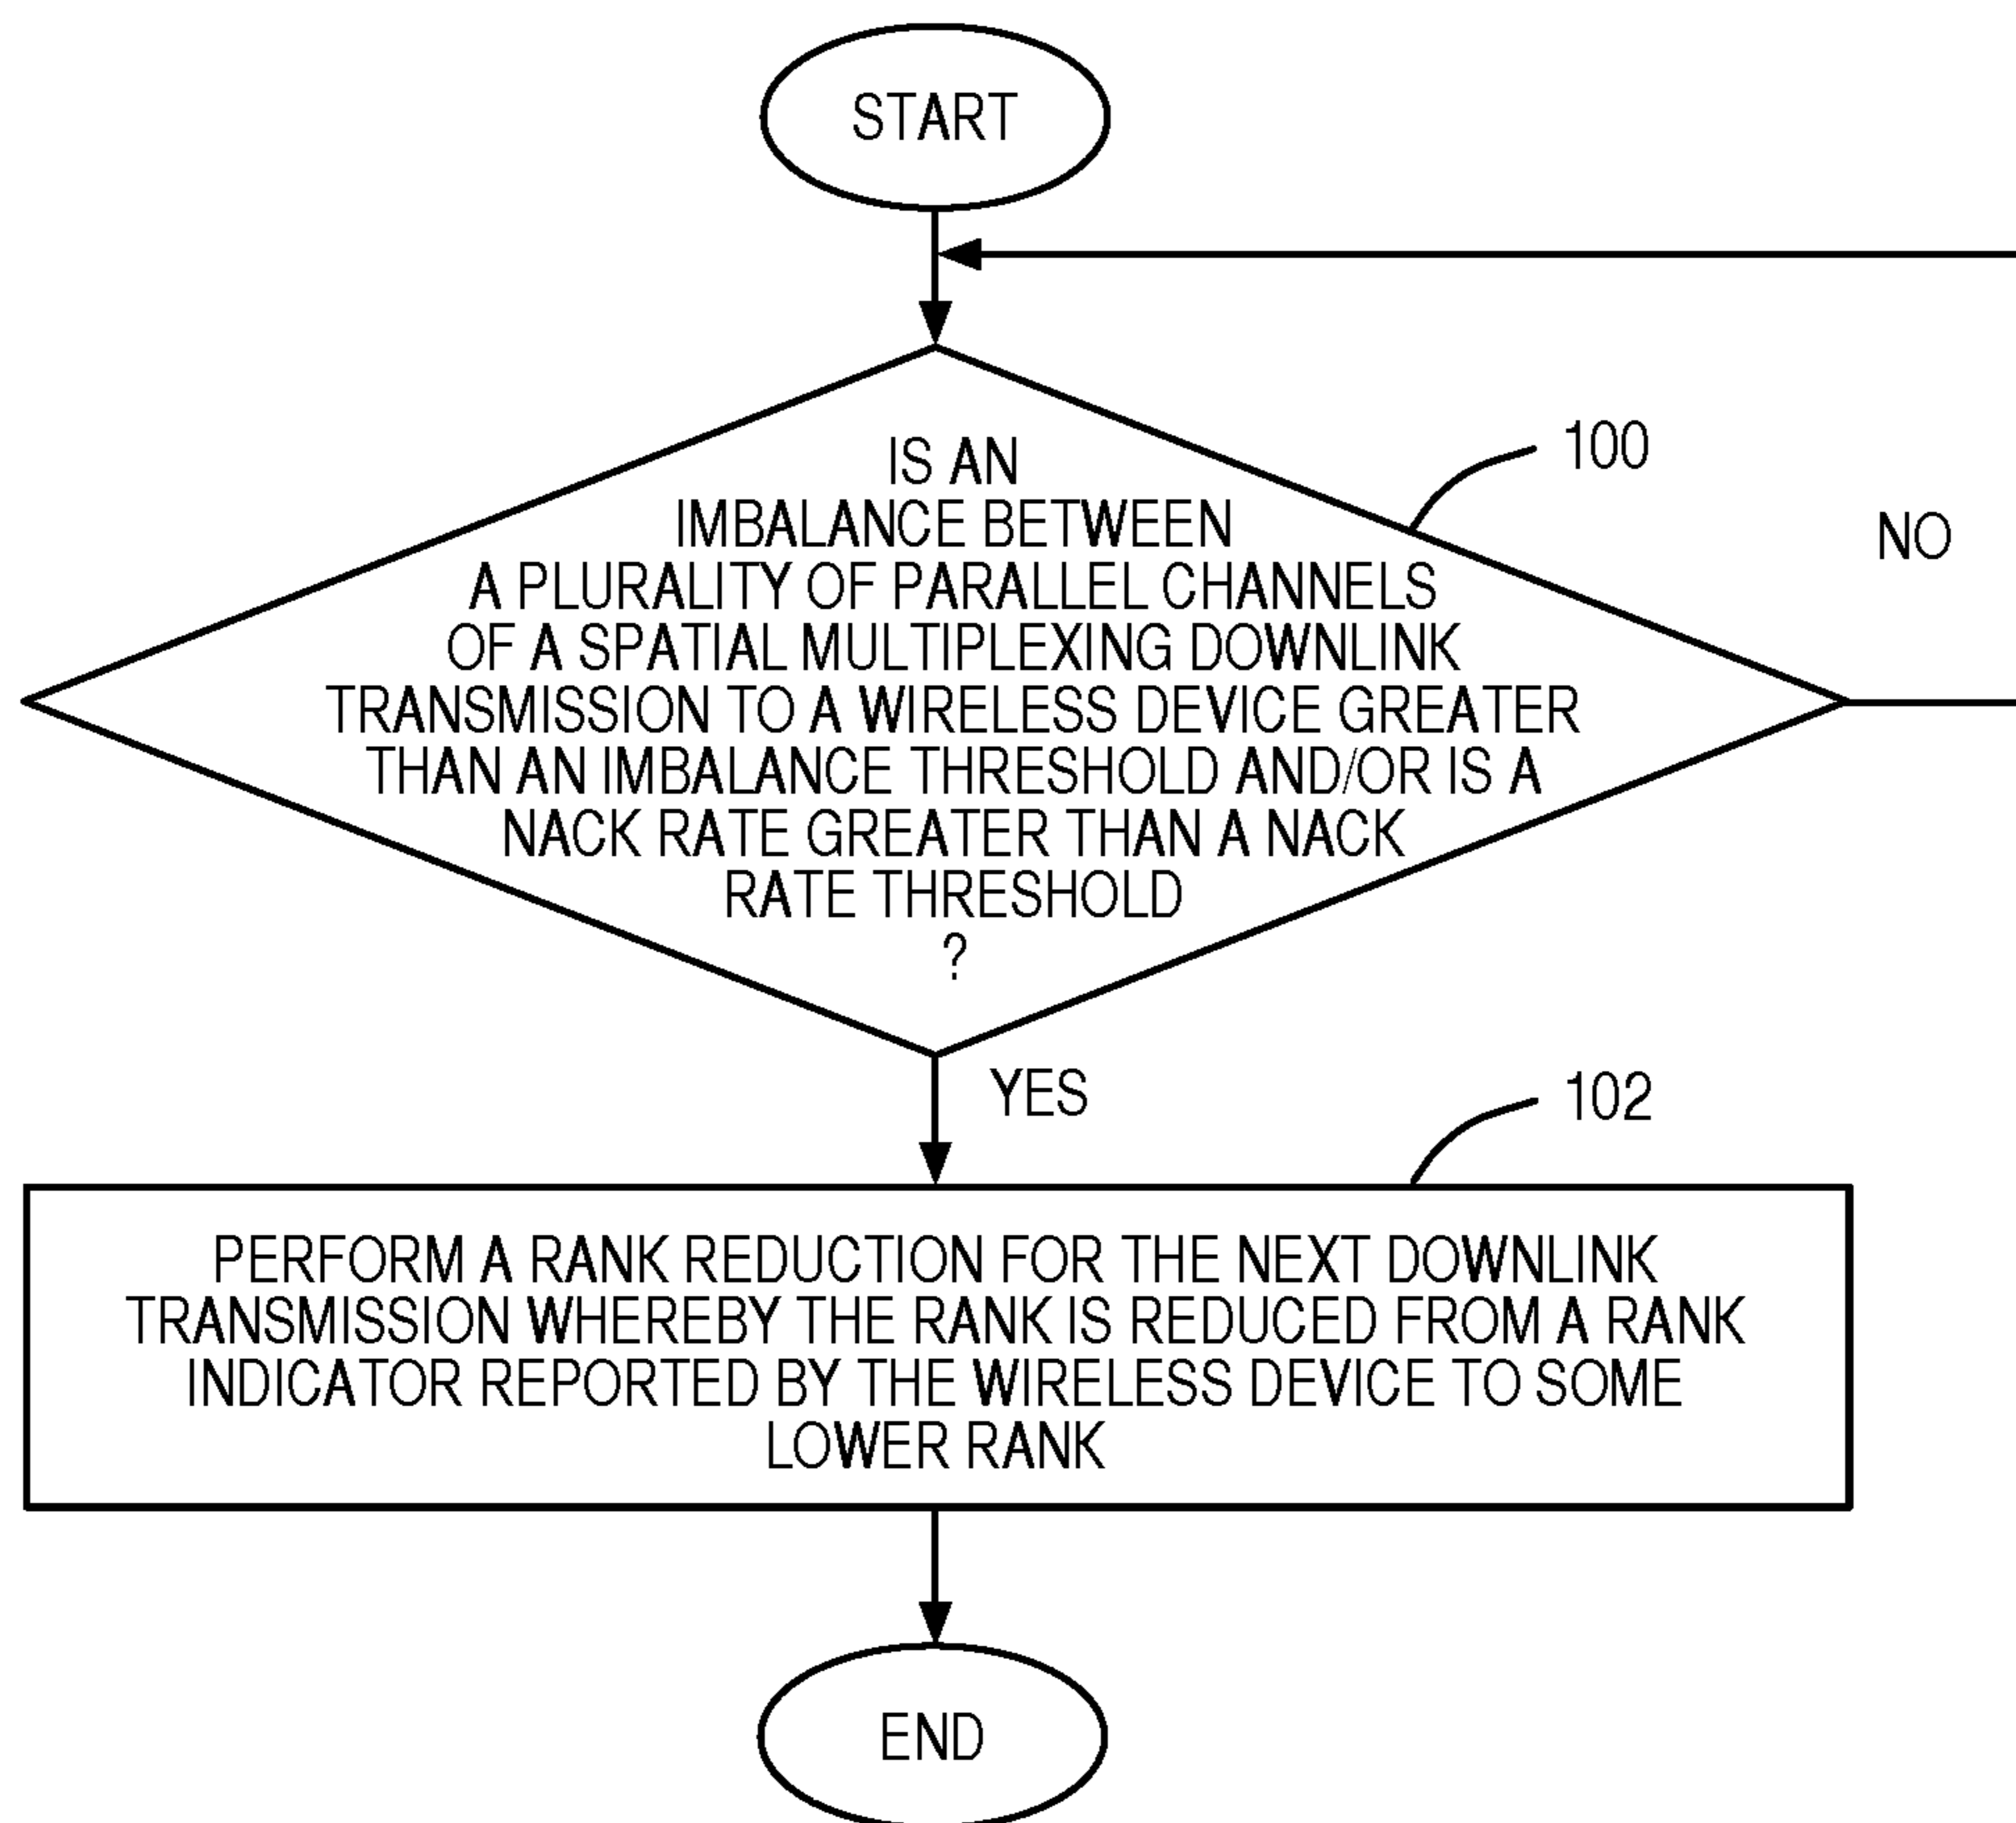 START
IS AN
IMBALANCE BETWEEN
A PLURALITY OF PARALLEL CHANNELS
OF A SPATIAL MULTIPLEXING DOWNLINK
TRANSMISSION TO A WIRELESS DEVICE GREATER
THAN AN IMBALANCE THRESHOLD AND/OR IS A
NACK RATE GREATER THAN A NACK
RATE THRESHOLD
?
100
NO
YES
102
PERFORM A RANK REDUCTION FOR THE NEXT DOWNLINK
TRANSMISSION WHEREBY THE RANK IS REDUCED FROM A RANK
INDICATOR REPORTED BY THE WIRELESS DEVICE TO SOME
LOWER RANK
END